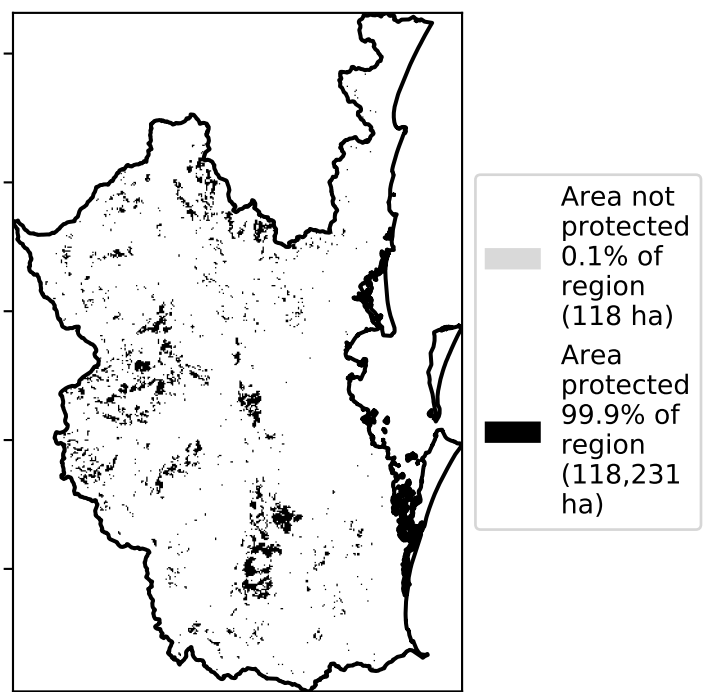 Area not
protected
0.1% of
region
(118 ha)
Area
protected
99.9% of
region
(118,231
ha)